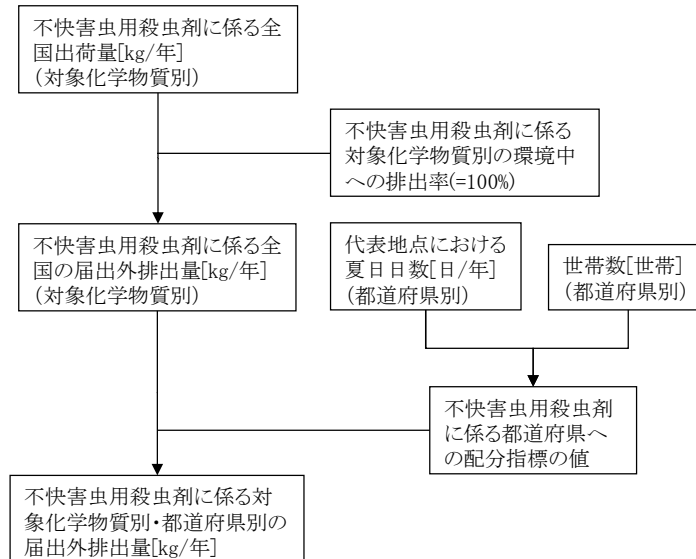 不快害虫用殺虫剤に係る全
国出荷量[kg/年]
(対象化学物質別)
不快害虫用殺虫剤に係る
対象化学物質別の環境中
への排出率(=100%)
不快害虫用殺虫剤に係る全
国の届出外排出量[kg/年]
(対象化学物質別)
代表地点における
夏日日数[日/年]
(都道府県別)
世帯数[世帯]
(都道府県別)
不快害虫用殺虫剤
に係る都道府県へ
の配分指標の値
不快害虫用殺虫剤に係る対
象化学物質別・都道府県別の
届出外排出量[kg/年]